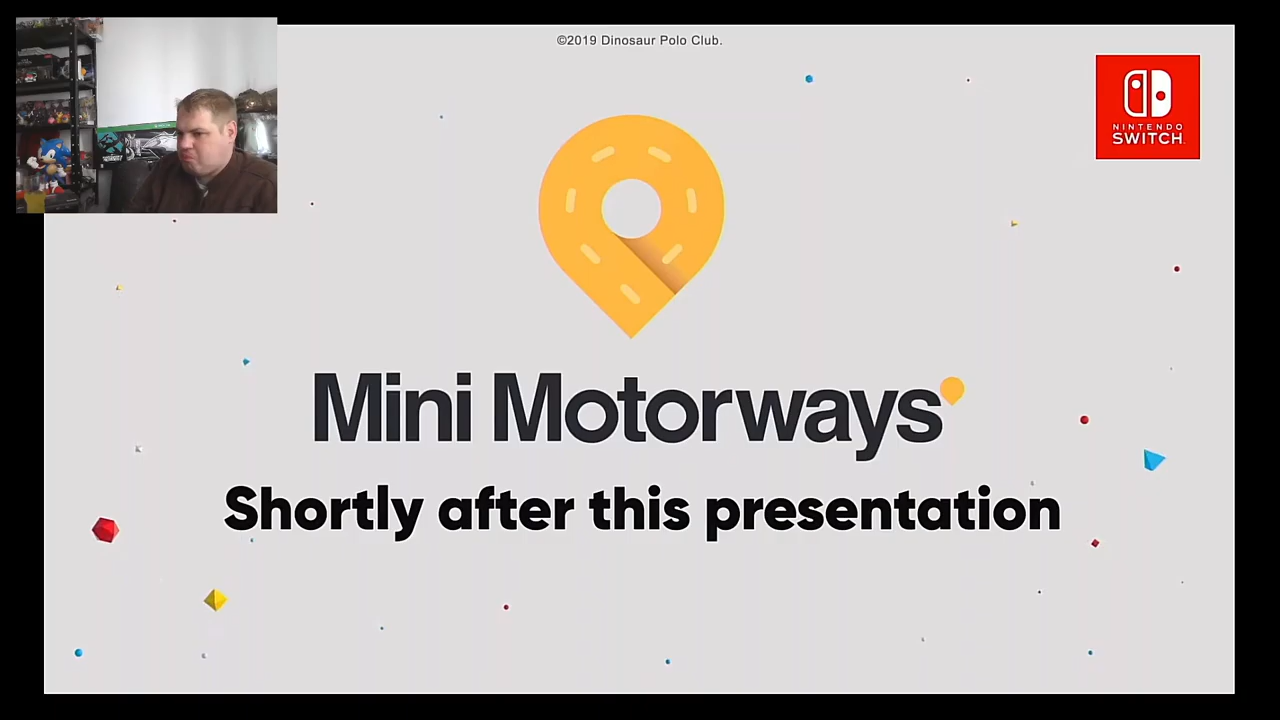 ©2019 Dinosaur Polo Club.
NINTENDO
SWITCH
Mini Motorways
Shortly after this presentation